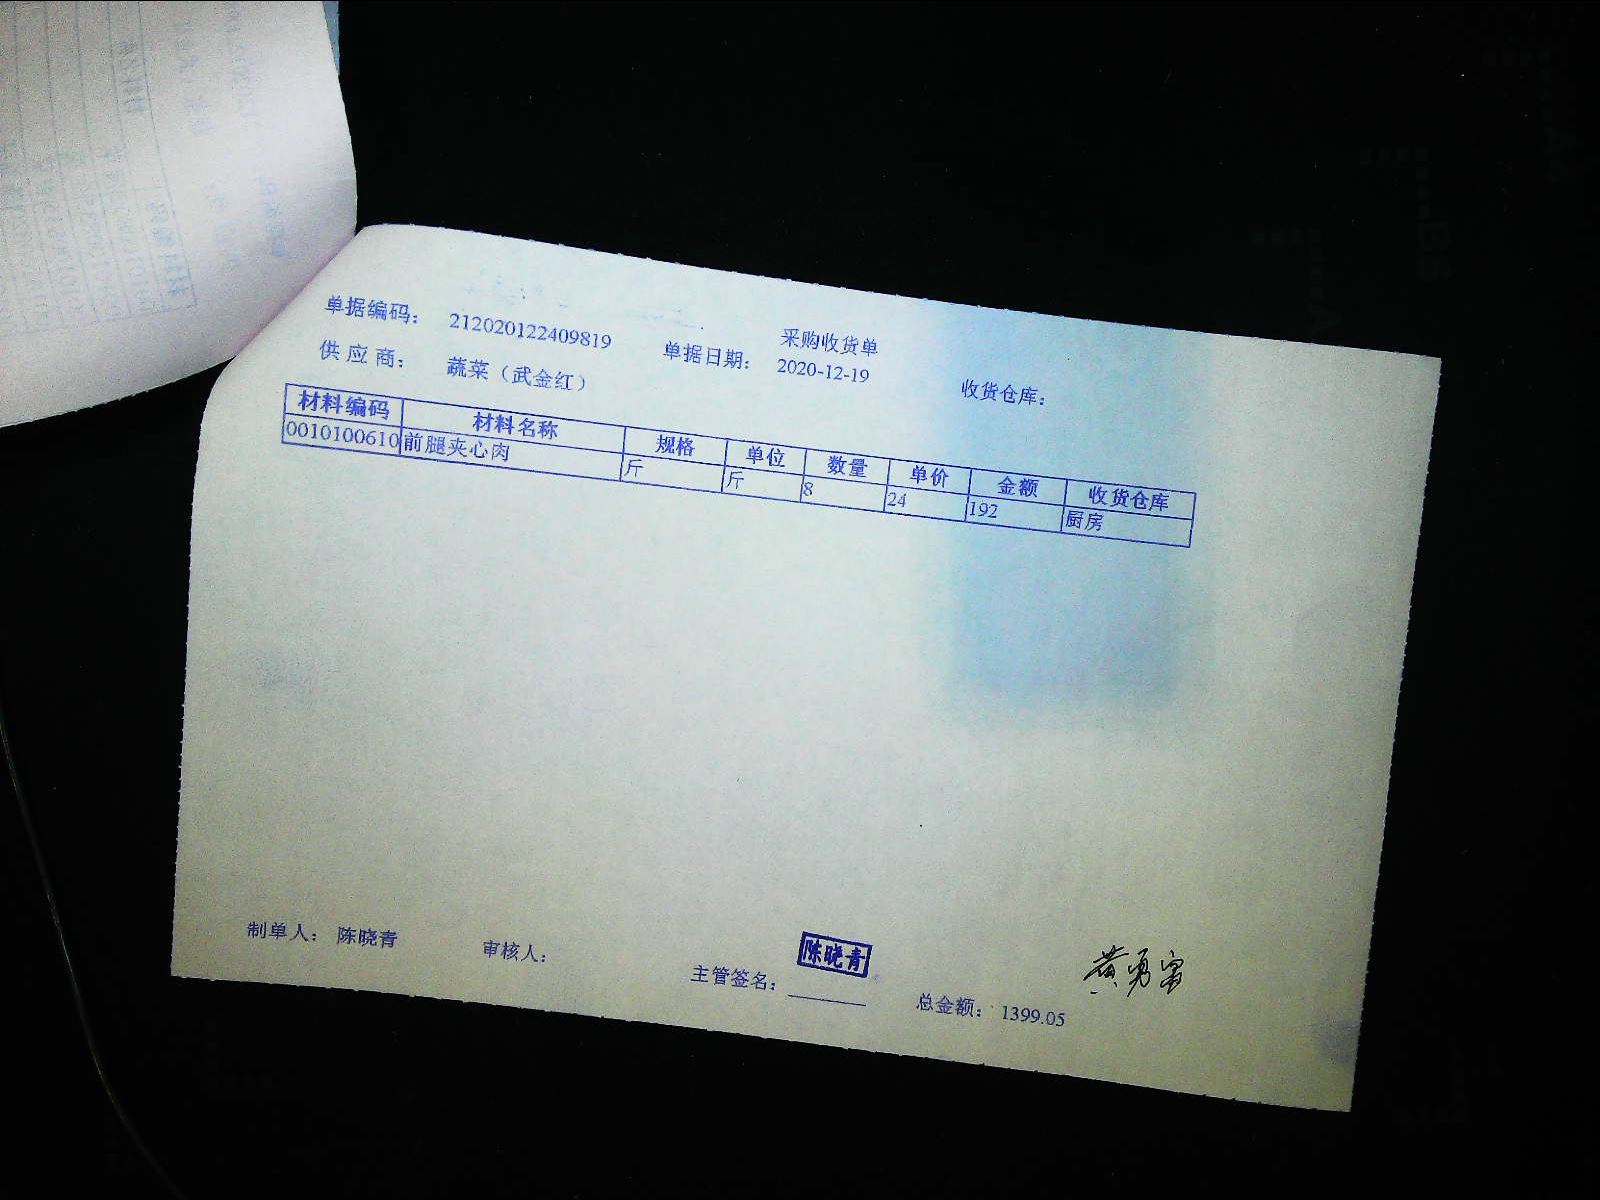 采购收货单
单据编码： 212020122409819 单据日期： 2020-12-19 收货仓库：
供 应 商： 蔬菜（武金红）
材料编码 材料名称 规格 单位 数量 单价 金额 收货仓库
0010100610 前腿夹心肉 斤 斤 8 24 192 厨房
制单人： 陈晓青 审核人： 主管签名： 陈晓青 总金额： 1399.05
黄勇富